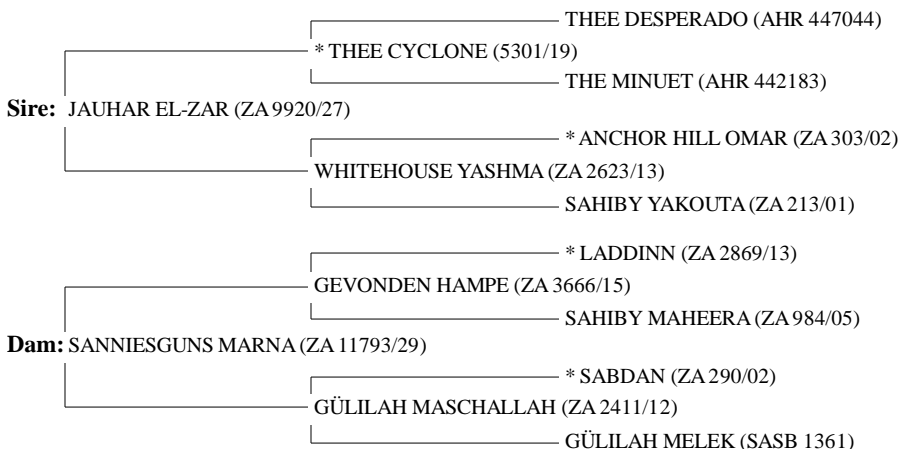 THEE DESPERADO (AHR 447044)
* THEE CYCLONE (5301/19)
THE MINUET (AHR 442183)
Sire: JAUHAR EL-ZAR (ZA 9920/27)
* ANCHOR HILL OMAR (ZA 303/02)
WHITEHOUSE YASHMA (ZA 2623/13)
SAHIBY YAKOUTA (ZA 213/01)
* LADDINN (ZA 2869/13)
GEVONDEN HAMPE (ZA 3666/15)
SAHIBY MAHEERA (ZA 984/05)
Dam: SANNIESGUNS MARNA (ZA 11793/29)
* SABDAN (ZA 290/02)
GÜLILAH MASCHALLAH (ZA 2411/12)
GÜLILAH MELEK (SASB 1361)